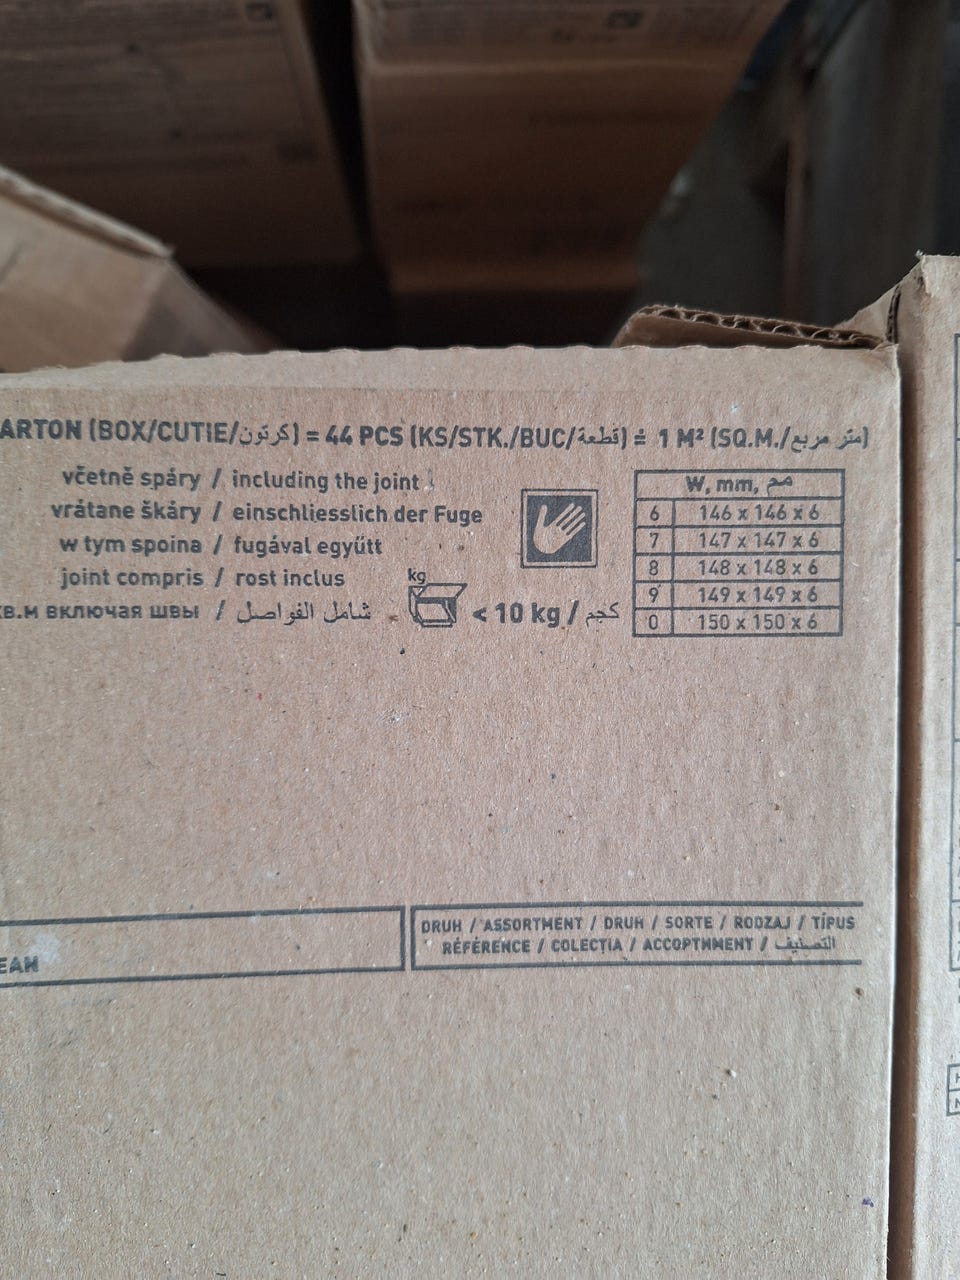 ARTON (BOX/CUTIE/كرتون) = 44 PCS (KS/STK./BUC/قطعة) ≐ 1 M² (SQ.M./متر مربع)
včetně spáry / including the joint
vrátane škáry / einschliesslich der Fuge
w tym spoina / fugával együtt
joint compris / rost inclus
кв.м включая швы / شامل الفواصل
kg
< 10 kg / كجم
W, mm, مم
6 146 x 146 x 6
7 147 x 147 x 6
8 148 x 148 x 6
9 149 x 149 x 6
0 150 x 150 x 6
EAN
DRUH / ASSORTMENT / DRUH / SORTE / RODZAJ / TÍPUS
RÉFÉRENCE / COLECȚIA / АССОРТИМЕНТ / التصنيف